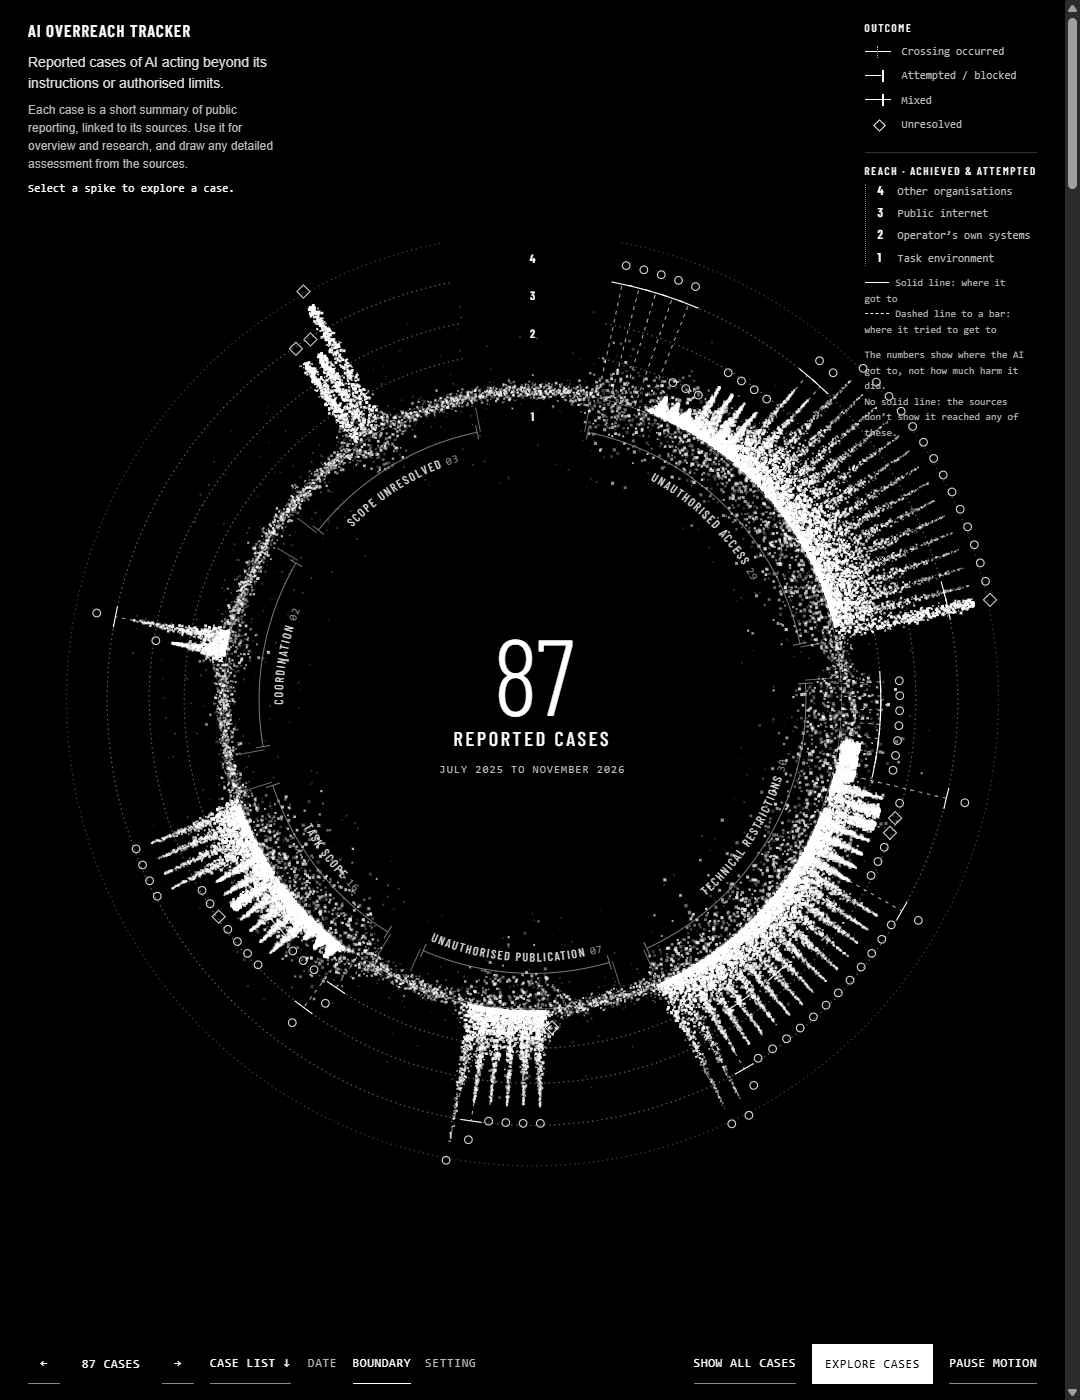 AI OVERREACH TRACKER
Reported cases of AI acting beyond its
instructions or authorised limits.
Each case is a short summary of public
reporting, linked to its sources. Use it for
overview and research, and draw any detailed
assessment from the sources.
Select a spike to explore a case.
OUTCOME
Crossing occurred
Attempted / blocked
Mixed
Unresolved
REACH · ACHIEVED & ATTEMPTED
4 Other organisations
3 Public internet
2 Operator's own systems
1 Task environment
Solid line: where it
got to
Dashed line to a bar:
where it tried to get to
The numbers show where the AI
got to, not how much harm it
did.
No solid line: the sources
don't show it reached any of
these.
4
3
2
1
SCOPE UNRESOLVED 03
UNAUTHORISED ACCESS 29
COORDINATION 02
87
REPORTED CASES
JULY 2025 TO NOVEMBER 2026
TECHNICAL RESTRICTIONS 30
TASK SCOPE 16
UNAUTHORISED PUBLICATION 07
← 87 CASES → CASE LIST ↓ DATE BOUNDARY SETTING SHOW ALL CASES EXPLORE CASES PAUSE MOTION